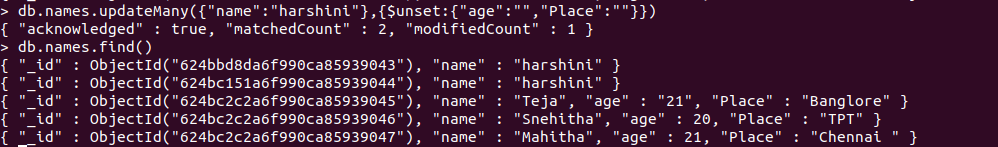 > db.names.updateMany({"name":"harshini"},{$unset:{"age":"","Place":""}})
{ "acknowledged" : true, "matchedCount" : 2, "modifiedCount" : 1 }
> db.names.find()
{ "_id" : ObjectId("624bbd8da6f990ca85939043"), "name" : "harshini" }
{ "_id" : ObjectId("624bc151a6f990ca85939044"), "name" : "harshini" }
{ "_id" : ObjectId("624bc2c2a6f990ca85939045"), "name" : "Teja", "age" : "21", "Place" : "Banglore" }
{ "_id" : ObjectId("624bc2c2a6f990ca85939046"), "name" : "Snehitha", "age" : 20, "Place" : "TPT" }
{ "_id" : ObjectId("624bc2c2a6f990ca85939047"), "name" : "Mahitha", "age" : 21, "Place" : "Chennai " }